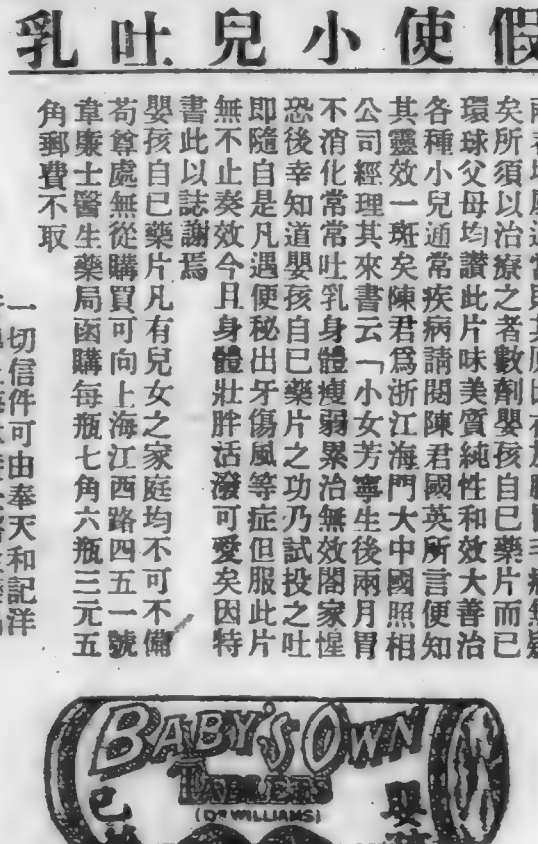 假使小兒吐乳
矣所須以治療之者數劑嬰孩自己藥片而已
環球父母均讚此片味美質純性和效大善治
各種小兒通常疾病請閱陳君國英所言便知
其靈效一斑矣陳君爲浙江海門大中國照相
公司經理其來書云「小女芳寧生後兩月胃
不消化常常吐乳身體瘦弱累治無效閤家惶
恐後幸知道嬰孩自己藥片之功乃試投之吐
即隨自是凡遇便秘出牙傷風等症但服此片
無不止奏效今且身體壯胖活潑可愛矣因特
書此以誌謝焉
嬰孩自己藥片凡有兒女之家庭均不可不備
苟尊處無從購買可向上海江西路四五一號
韋廉士醫生藥局函購每瓶七角六瓶三元五
角郵費不取
一切信件可由奉天和記洋
BABY'S OWN
TABLETS
(DR WILLIAMS)
嬰
己